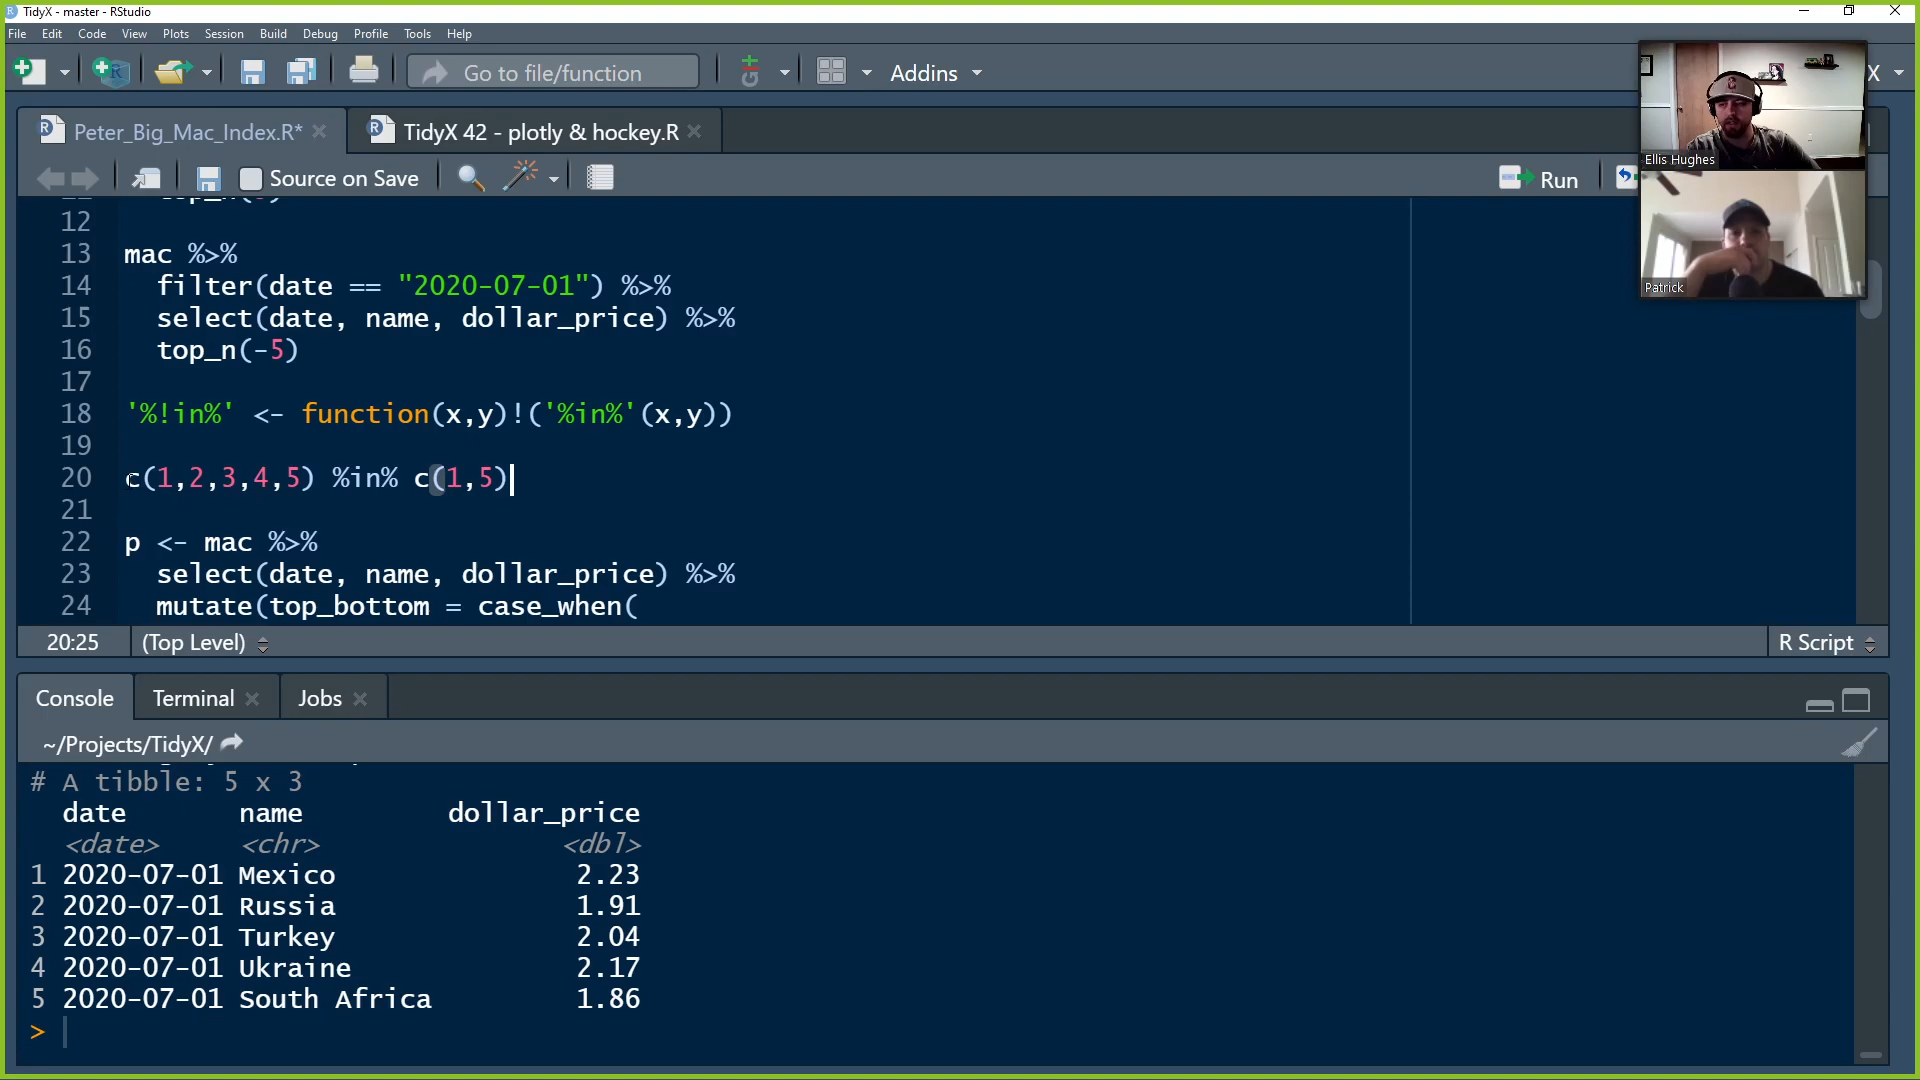 TidyX - master - RStudio
File Edit Code View Plots Session Build Debug Profile Tools Help
Go to file/function
Addins
X
Peter_Big_Mac_Index.R*
TidyX 42 - plotly & hockey.R
Source on Save
Run
Ellis Hughes
Patrick
12
13 mac %>%
14 filter(date == "2020-07-01") %>%
15 select(date, name, dollar_price) %>%
16 top_n(-5)
17
18 '%!in%' <- function(x,y)!('%in%'(x,y))
19
20 c(1,2,3,4,5) %in% c(1,5)
21
22 p <- mac %>%
23 select(date, name, dollar_price) %>%
24 mutate(top_bottom = case_when(
20:25 (Top Level) R Script
Console Terminal Jobs
~/Projects/TidyX/
# A tibble: 5 x 3
date name dollar_price
<date> <chr> <dbl>
1 2020-07-01 Mexico 2.23
2 2020-07-01 Russia 1.91
3 2020-07-01 Turkey 2.04
4 2020-07-01 Ukraine 2.17
5 2020-07-01 South Africa 1.86
>